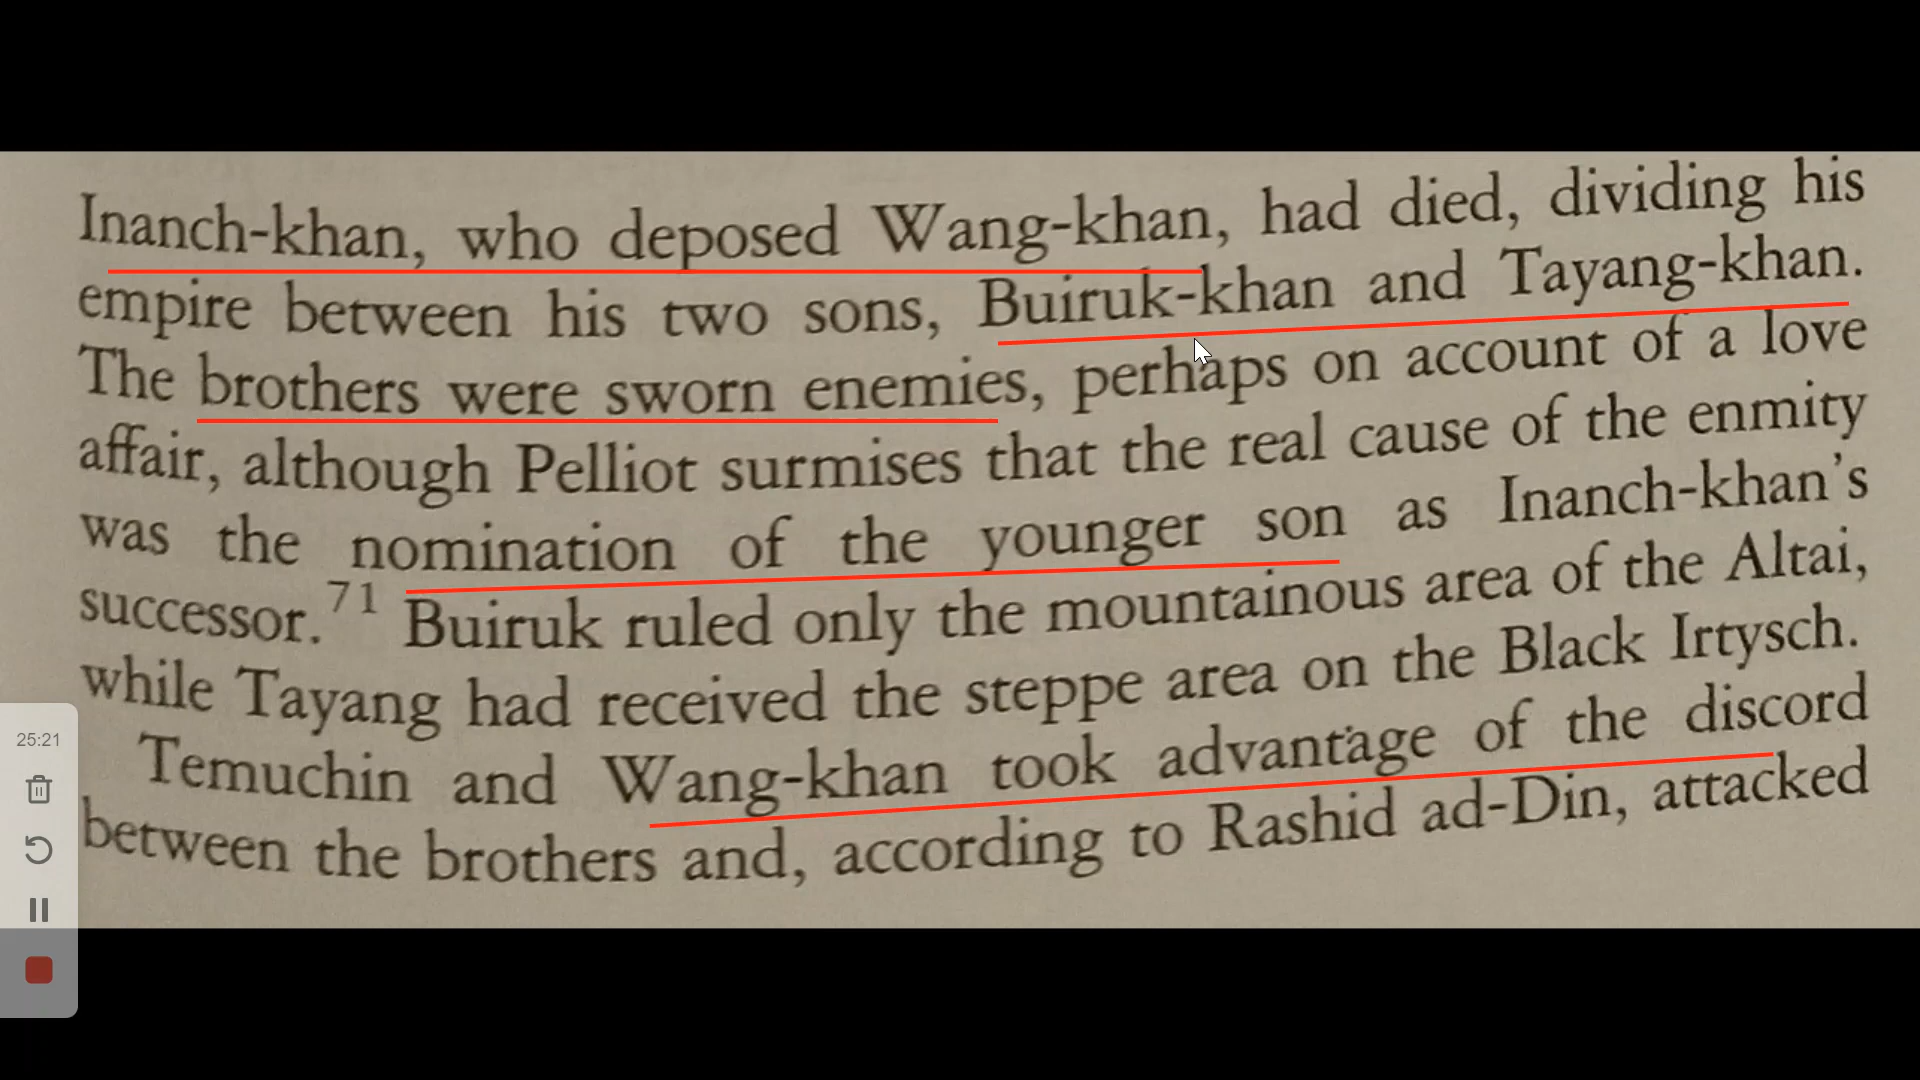 Inanch-khan, who deposed Wang-khan, had died, dividing his
empire between his two sons, Buiruk-khan and Tayang-khan.
The brothers were sworn enemies, perhaps on account of a love
affair, although Pelliot surmises that the real cause of the enmity
was the nomination of the younger son as Inanch-khan's
successor.71 Buiruk ruled only the mountainous area of the Altai,
while Tayang had received the steppe area on the Black Irtysch.
Temuchin and Wang-khan took advantage of the discord
between the brothers and, according to Rashid ad-Din, attacked
25:21